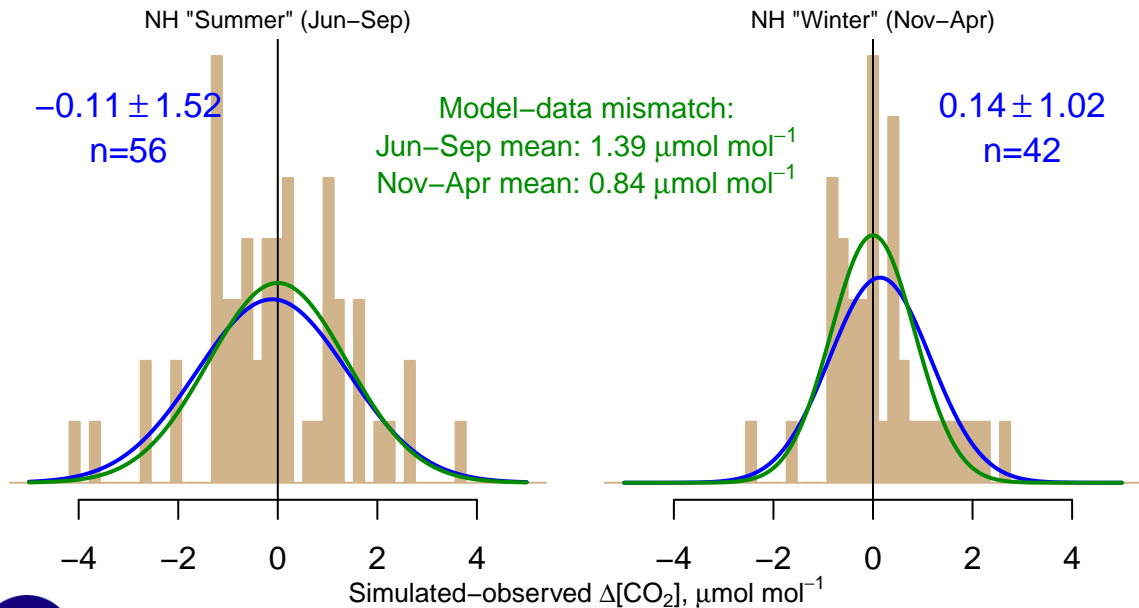 NH "Summer" (Jun−Sep)
NH "Winter" (Nov−Apr)
−0.11 ± 1.52
n=56
Model−data mismatch:
Jun−Sep mean: 1.39 μmol mol⁻¹
Nov−Apr mean: 0.84 μmol mol⁻¹
0.14 ± 1.02
n=42
−4 −2 0 2 4
−4 −2 0 2 4
Simulated−observed Δ[CO₂], μmol mol⁻¹